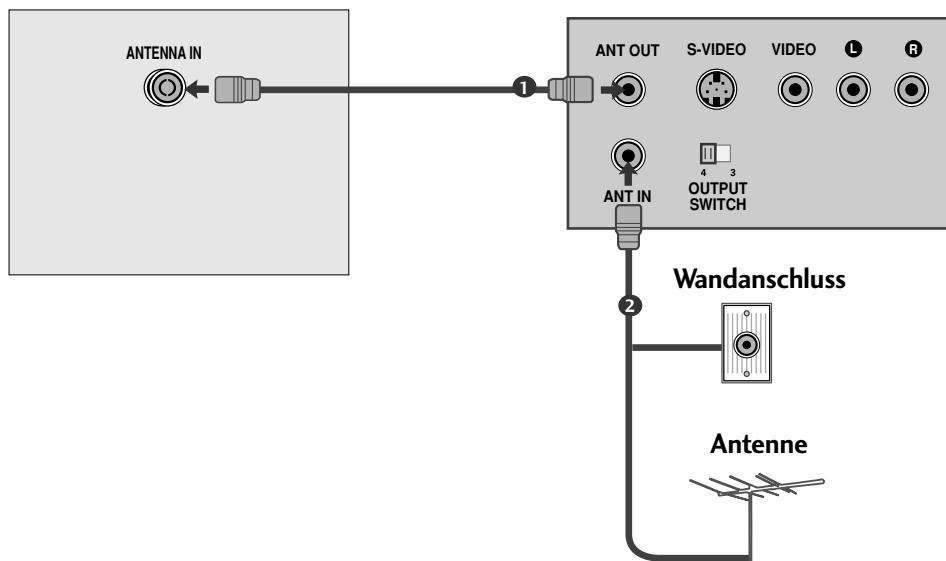 ANTENNA IN
ANT OUT
S-VIDEO
VIDEO
L
R
1
ANT IN
4 3
OUTPUT
SWITCH
2
Wandanschluss
Antenne